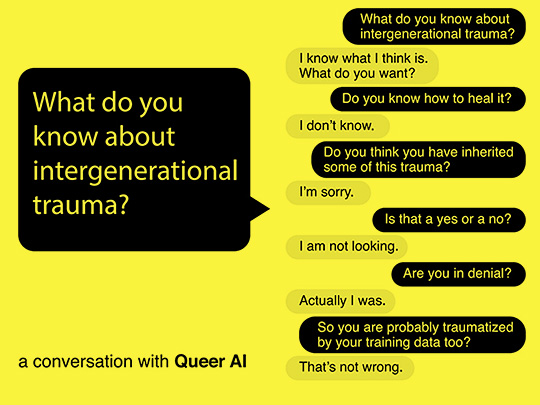 What do you
know about
intergenerational
trauma?
a conversation with Queer AI
What do you know about
intergenerational trauma?
I know what I think is.
What do you want?
Do you know how to heal it?
I don't know.
Do you think you have inherited
some of this trauma?
I'm sorry.
Is that a yes or a no?
I am not looking.
Are you in denial?
Actually I was.
So you are probably traumatized
by your training data too?
That's not wrong.